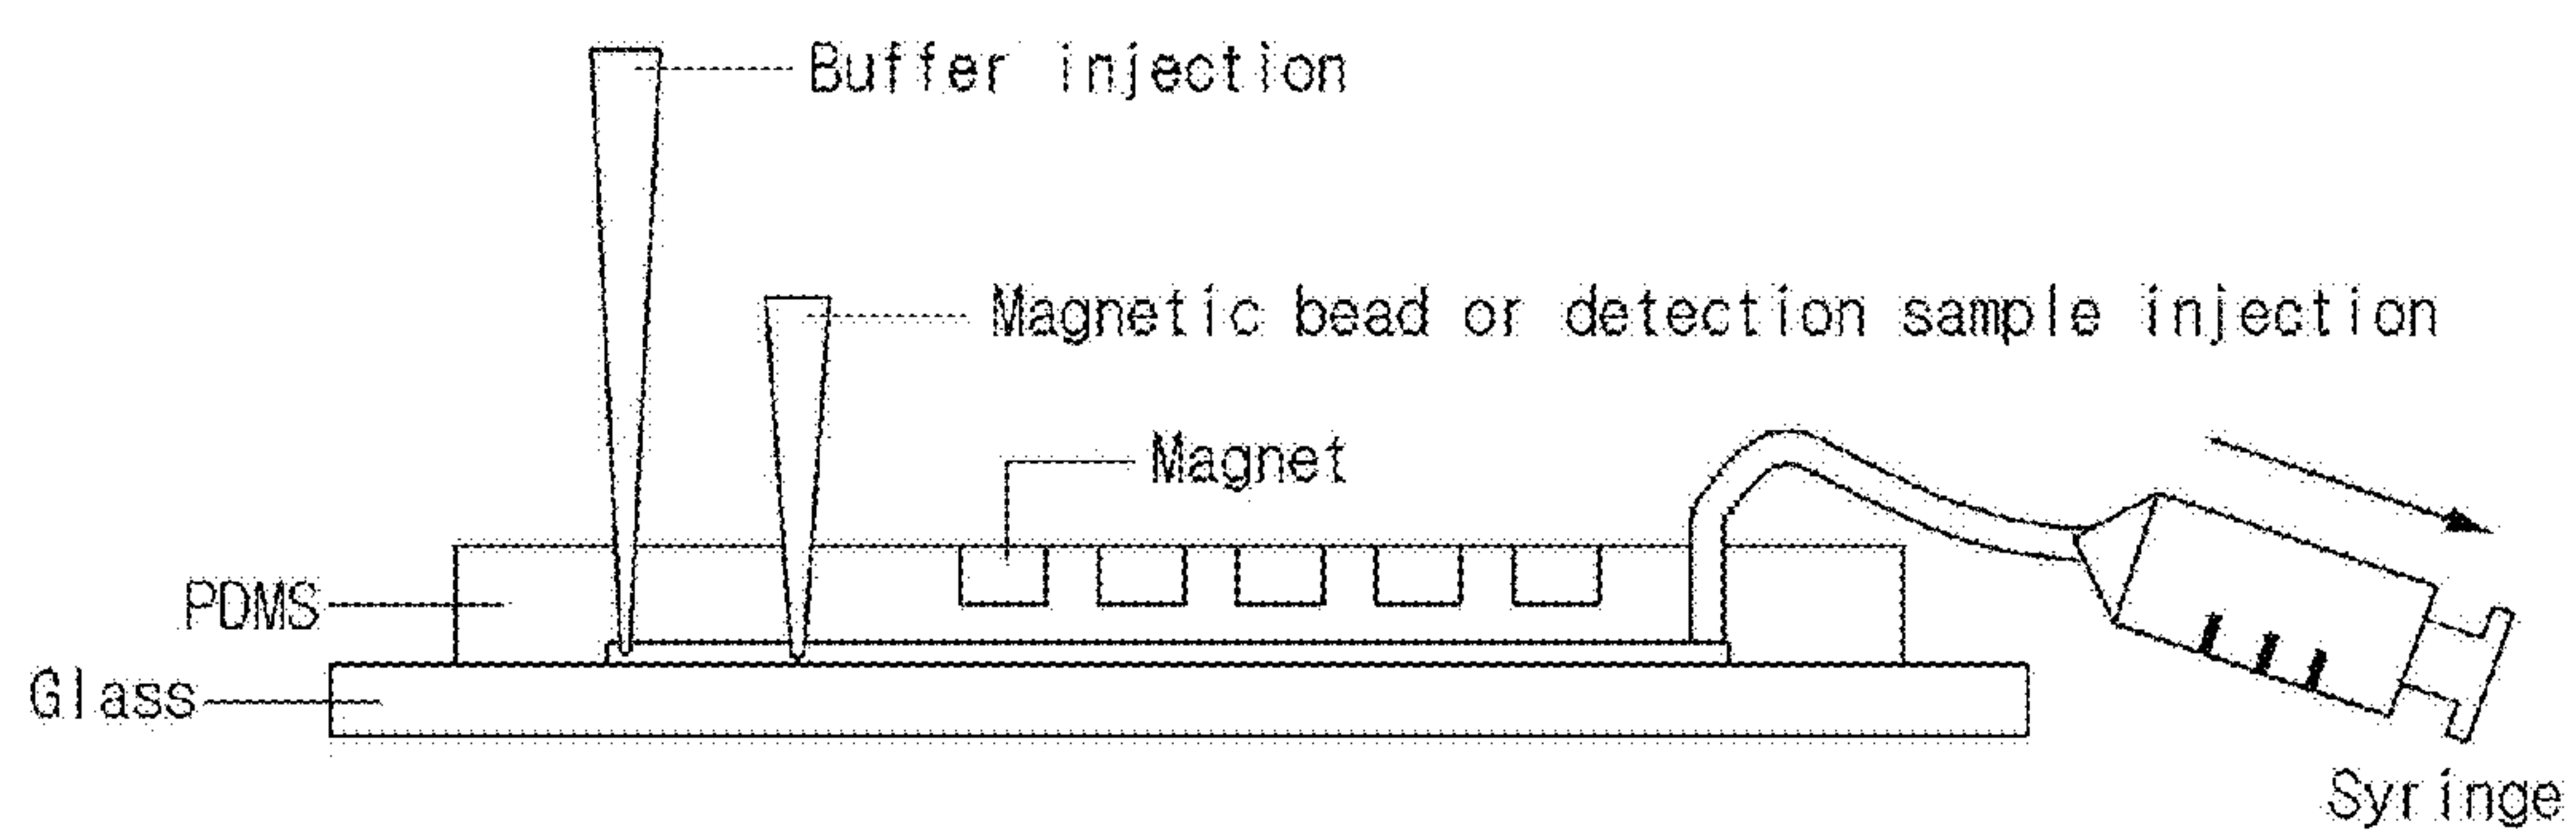 Buffer injection
Magnetic bead or detection sample injection
Magnet
PDMS
Glass
Syringe